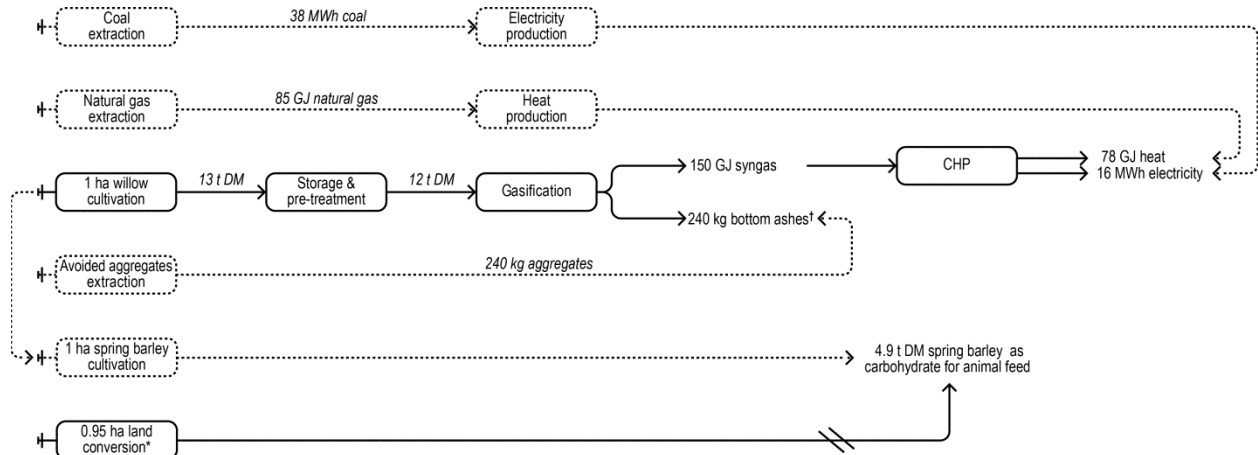 Coal
extraction
38 MWh coal
Electricity
production
Natural gas
extraction
85 GJ natural gas
Heat
production
1 ha willow
cultivation
13 t DM
Storage &
pre-treatment
12 t DM
Gasification
150 GJ syngas
CHP
78 GJ heat
16 MWh electricity
240 kg bottom ashes†
Avoided aggregates
extraction
240 kg aggregates
1 ha spring barley
cultivation
4.9 t DM spring barley as
carbohydrate for animal feed
0.95 ha land
conversion*